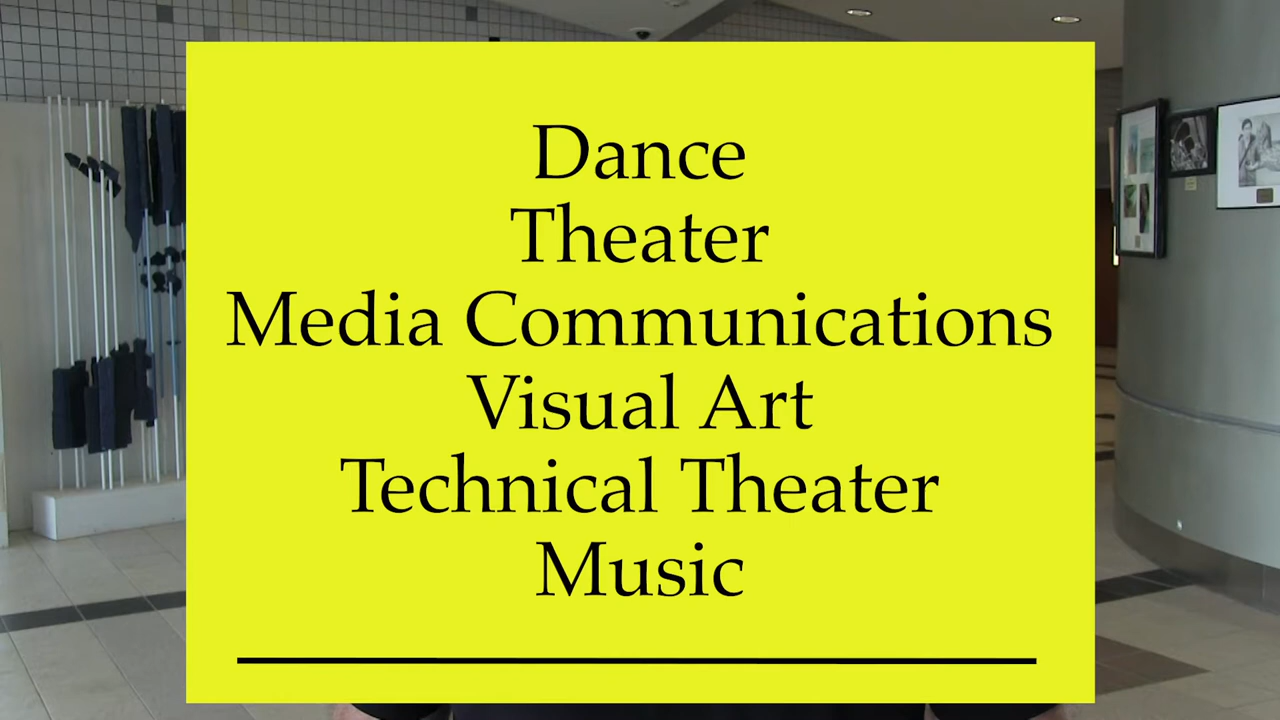 Dance
Theater
Media Communications
Visual Art
Technical Theater
Music